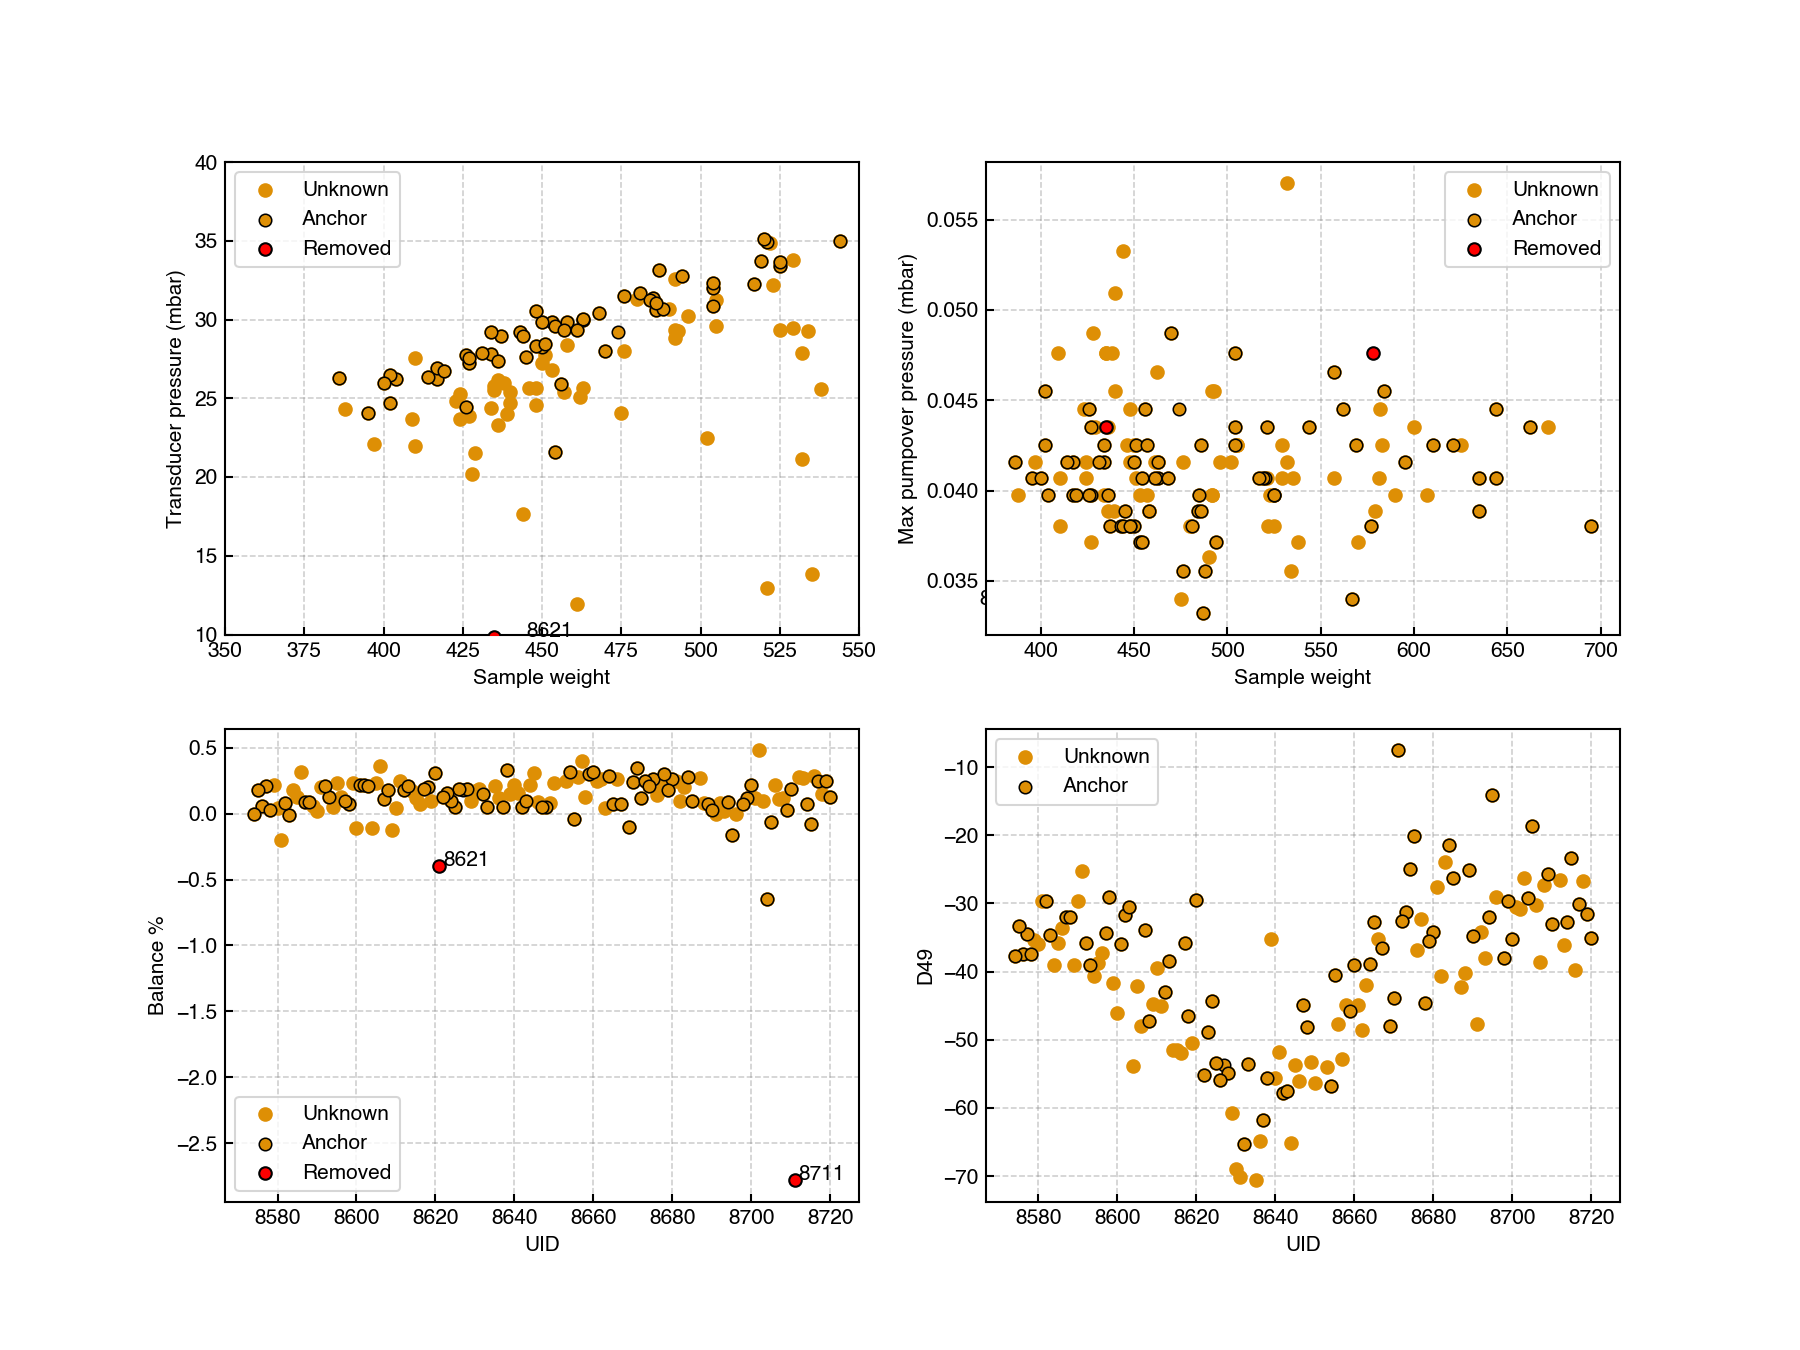 40
35
30
25
20
15
10
Transducer pressure (mbar)
Unknown
Anchor
Removed
8621
350 375 400 425 450 475 500 525 550
Sample weight
0.055
0.050
0.045
0.040
0.035
Max pumpover pressure (mbar)
Unknown
Anchor
Removed
400 450 500 550 600 650 700
Sample weight
0.5
0.0
−0.5
−1.0
−1.5
−2.0
−2.5
Balance %
8621
8711
Unknown
Anchor
Removed
8580 8600 8620 8640 8660 8680 8700 8720
UID
−10
−20
−30
−40
−50
−60
−70
D49
Unknown
Anchor
8580 8600 8620 8640 8660 8680 8700 8720
UID